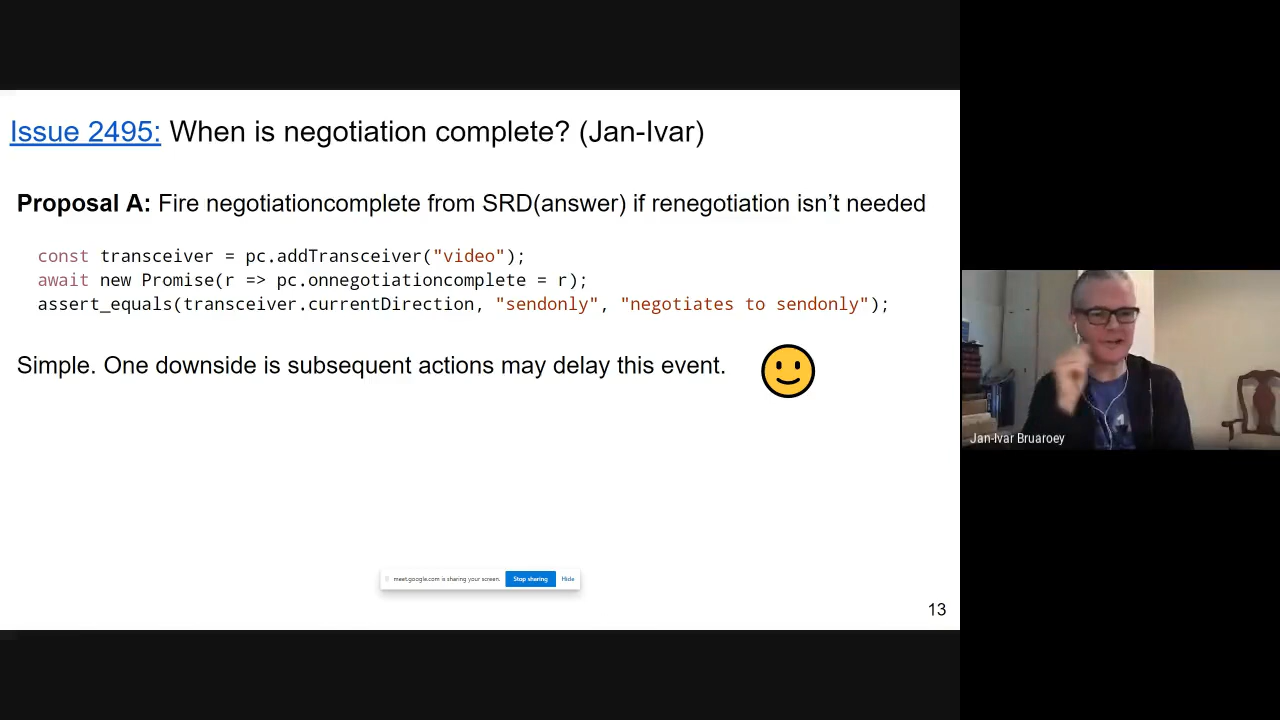 Issue 2495: When is negotiation complete? (Jan-Ivar)
Proposal A: Fire negotiationcomplete from SRD(answer) if renegotiation isn’t needed
const transceiver = pc.addTransceiver("video");
await new Promise(r => pc.onnegotiationcomplete = r);
assert_equals(transceiver.currentDirection, "sendonly", "negotiates to sendonly");
Simple. One downside is subsequent actions may delay this event.
Jan-Ivar Bruaroey
meet.google.com is sharing your screen. Stop sharing Hide
13